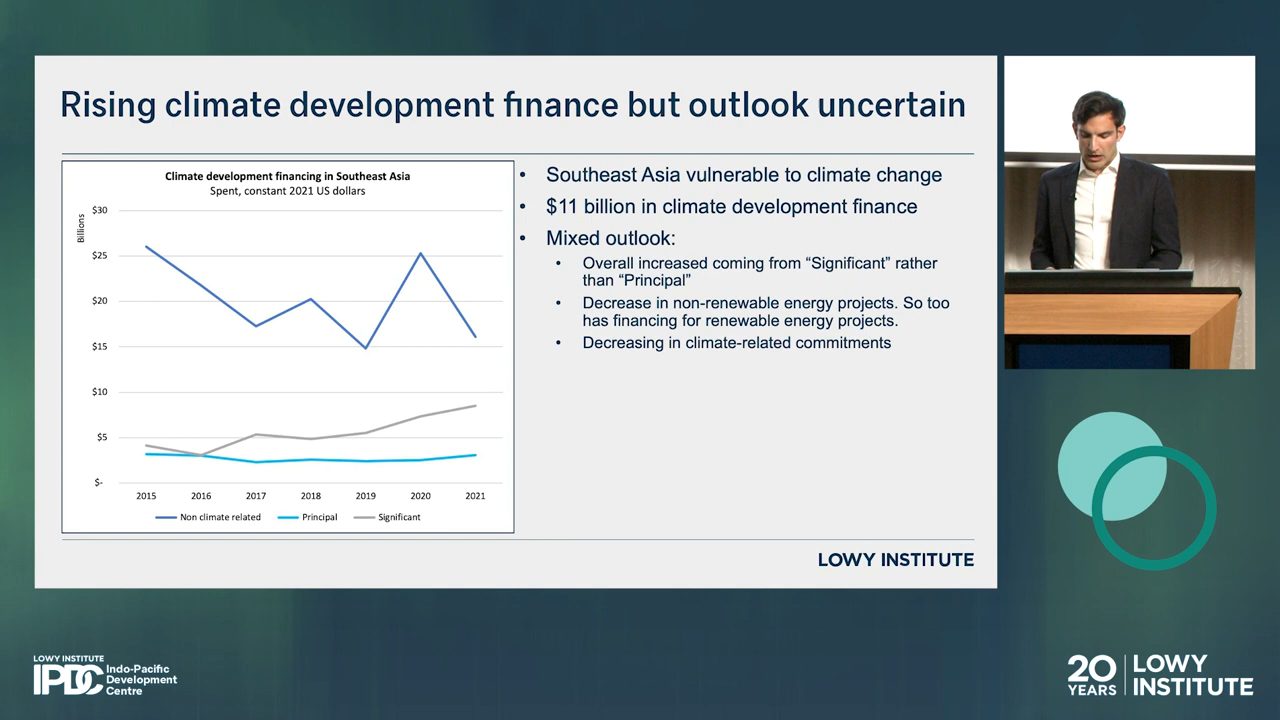 Rising climate development finance but outlook uncertain
Climate development financing in Southeast Asia
Spent, constant 2021 US dollars
Billions
$30
$25
$20
$15
$10
$5
$-
2015 2016 2017 2018 2019 2020 2021
Non climate related Principal Significant
• Southeast Asia vulnerable to climate change
• $11 billion in climate development finance
• Mixed outlook:
• Overall increased coming from “Significant” rather
than “Principal”
• Decrease in non-renewable energy projects. So too
has financing for renewable energy projects.
• Decreasing in climate-related commitments
LOWY INSTITUTE
LOWY INSTITUTE
IPDC
Indo-Pacific
Development
Centre
20
YEARS
LOWY
INSTITUTE